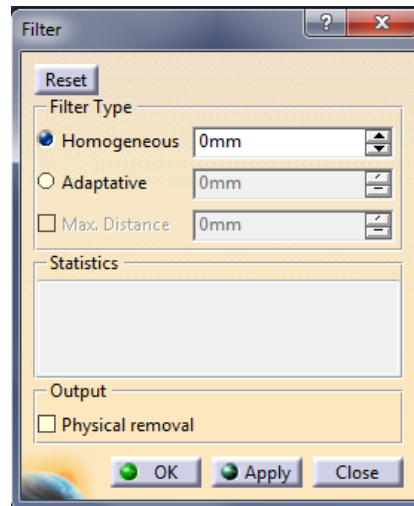 Filter
?
X
Reset
Filter Type
Homogeneous 0mm
Adaptative 0mm
Max. Distance 0mm
Statistics
Output
Physical removal
OK Apply Close